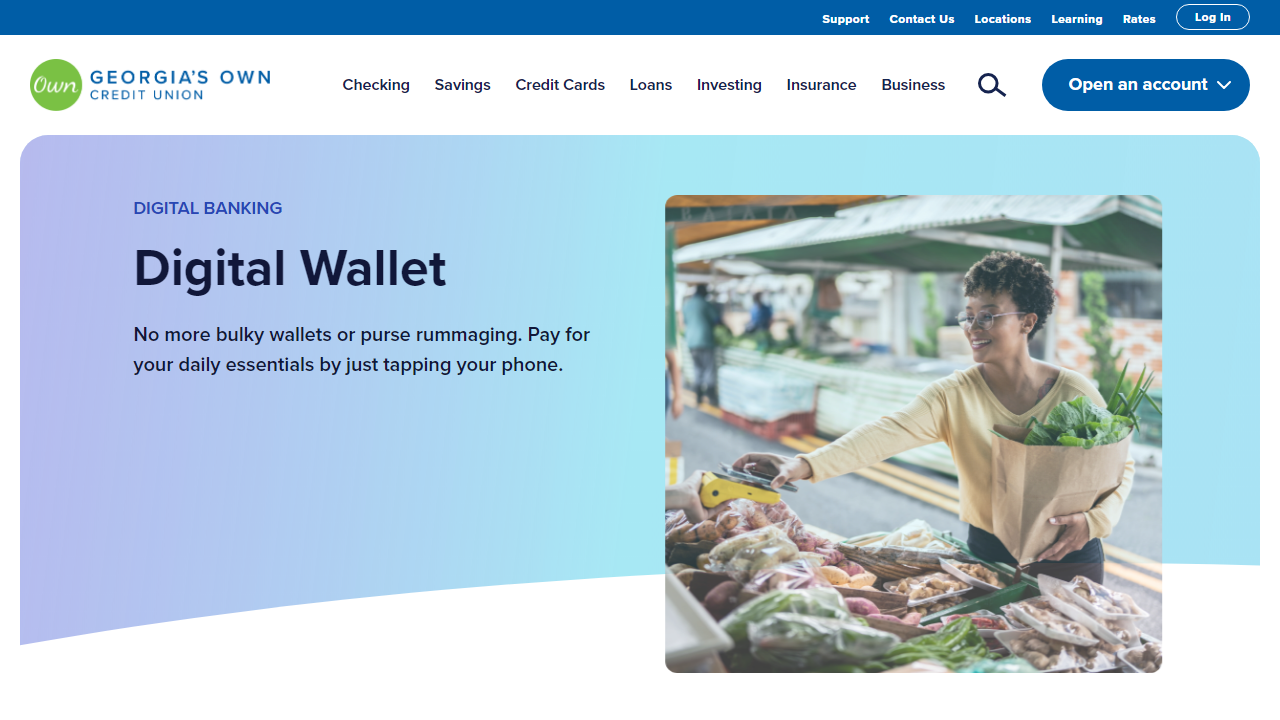 Support Contact Us Locations Learning Rates Log In
Own GEORGIA'S OWN
CREDIT UNION
Checking Savings Credit Cards Loans Investing Insurance Business Open an account
DIGITAL BANKING
Digital Wallet
No more bulky wallets or purse rummaging. Pay for
your daily essentials by just tapping your phone.